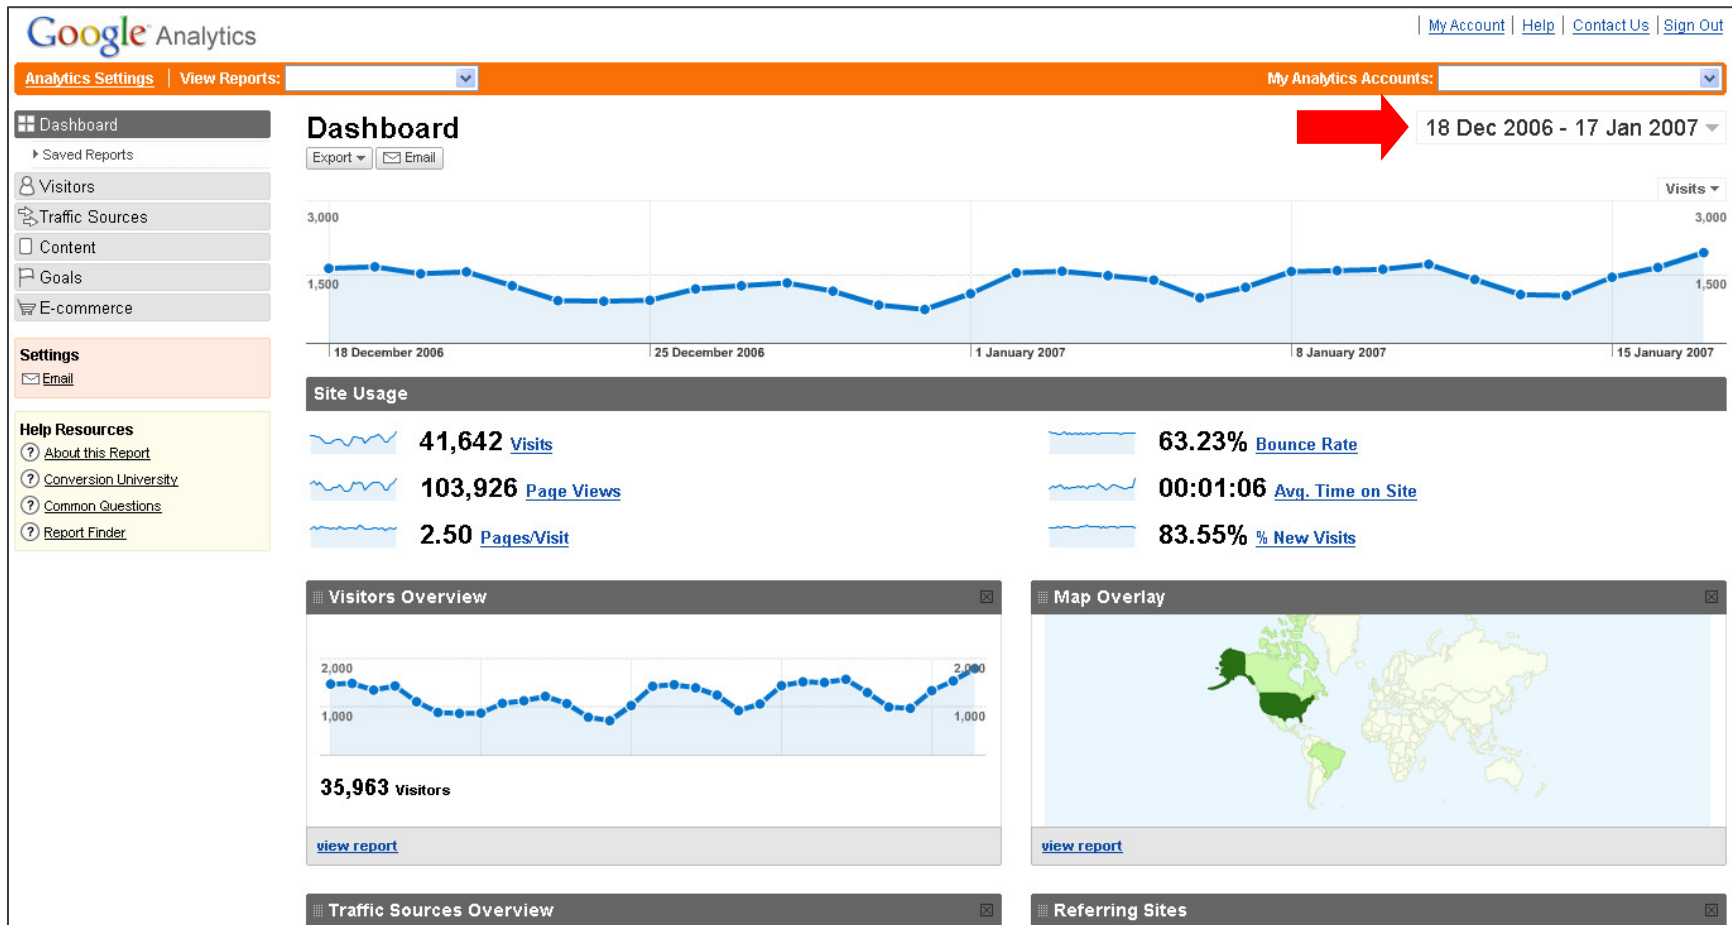 Google Analytics
My Account | Help | Contact Us | Sign Out
Analytics Settings | View Reports:
My Analytics Accounts:
Dashboard
Saved Reports
Visitors
Traffic Sources
Content
Goals
E-commerce
Settings
Email
Help Resources
About this Report
Conversion University
Common Questions
Report Finder
Dashboard
18 Dec 2006 - 17 Jan 2007
Export
Email
Visits
3,000
3,000
1,500
1,500
18 December 2006
25 December 2006
1 January 2007
8 January 2007
15 January 2007
Site Usage
41,642 Visits
103,926 Page Views
2.50 Pages/Visit
63.23% Bounce Rate
00:01:06 Avg. Time on Site
83.55% % New Visits
Visitors Overview
2,000
2,000
1,000
1,000
35,963 Visitors
view report
Map Overlay
view report
Traffic Sources Overview
Referring Sites